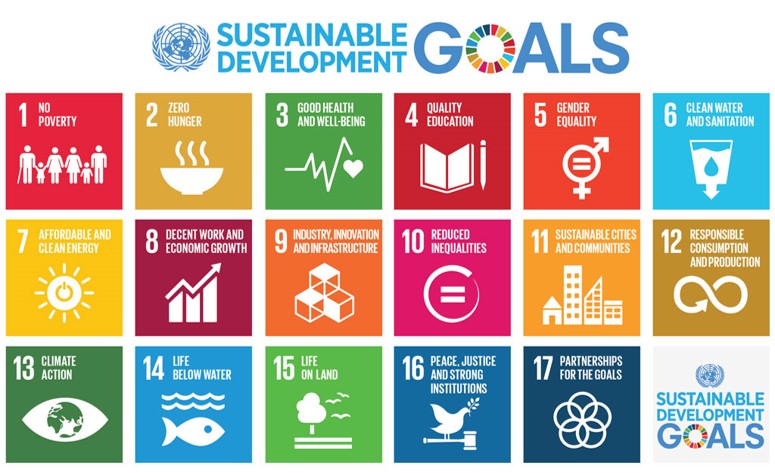 SUSTAINABLE
DEVELOPMENT
GOALS
1 NO
POVERTY
2 ZERO
HUNGER
3 GOOD HEALTH
AND WELL-BEING
4 QUALITY
EDUCATION
5 GENDER
EQUALITY
6 CLEAN WATER
AND SANITATION
7 AFFORDABLE AND
CLEAN ENERGY
8 DECENT WORK AND
ECONOMIC GROWTH
9 INDUSTRY, INNOVATION
AND INFRASTRUCTURE
10 REDUCED
INEQUALITIES
11 SUSTAINABLE CITIES
AND COMMUNITIES
12 RESPONSIBLE
CONSUMPTION
AND PRODUCTION
13 CLIMATE
ACTION
14 LIFE
BELOW WATER
15 LIFE
ON LAND
16 PEACE, JUSTICE
AND STRONG
INSTITUTIONS
17 PARTNERSHIPS
FOR THE GOALS
SUSTAINABLE
DEVELOPMENT
GOALS